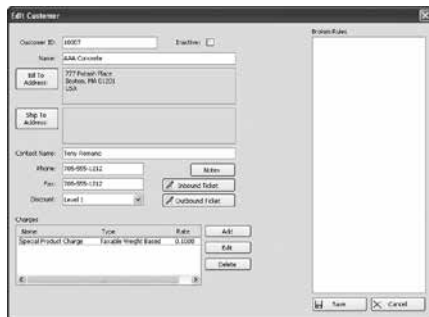 Edit Customer
Customer ID: 10007 Inactive:
Broken Rules
Name: AAA Concrete
Bill To
Address:
777 Potash Place
Boston, MA 01201
USA
Ship To
Address:
Contact Name: Tony Romano
Phone: 786-555-1212 Notes
Fax: 786-555-1212 Inbound Ticket
Discount: Level 1 Outbound Ticket
Charges
Name Type Rate Add
Special Product Charge Taxable Weight Based 0.1000
Edit
Delete
Save Cancel